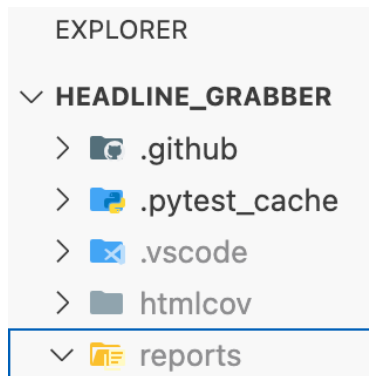 EXPLORER
HEADLINE_GRABBER
.github
.pytest_cache
.vscode
htmlcov
reports